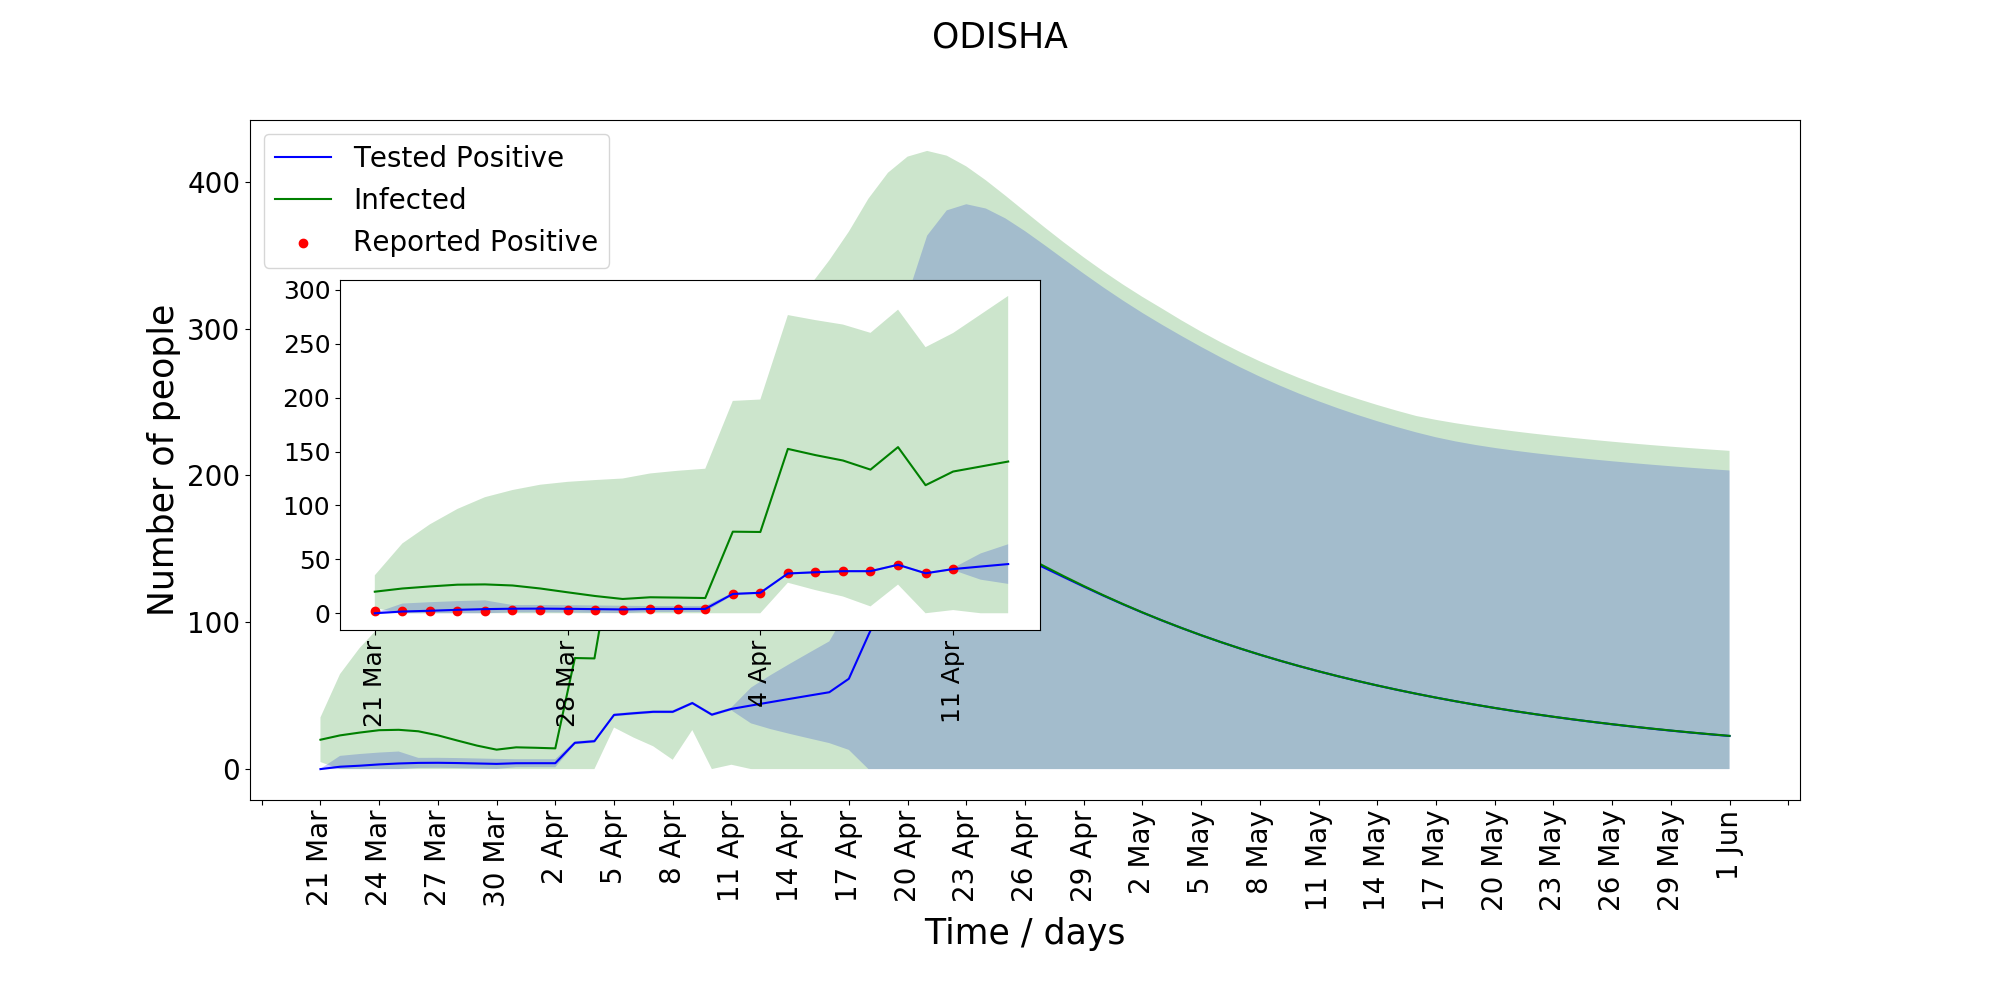 ODISHA
Tested Positive
Infected
Reported Positive
Number of people
400
300
200
100
0
300
250
200
150
100
50
0
21 Mar
28 Mar
4 Apr
11 Apr
21 Mar
24 Mar
27 Mar
30 Mar
2 Apr
5 Apr
8 Apr
11 Apr
14 Apr
17 Apr
20 Apr
23 Apr
26 Apr
29 Apr
2 May
5 May
8 May
11 May
14 May
17 May
20 May
23 May
26 May
29 May
1 Jun
Time / days